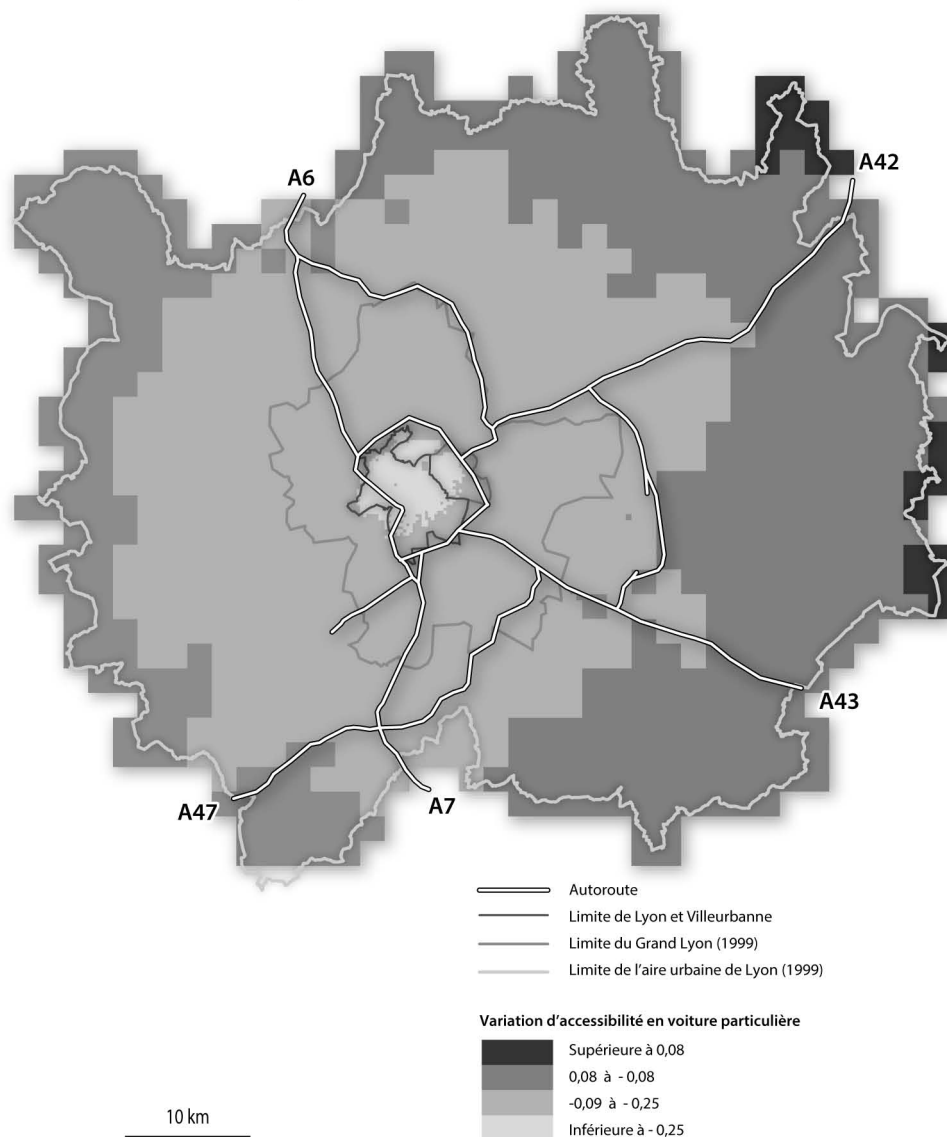 A6
A42
A43
A7
A47
Autoroute
Limite de Lyon et Villeurbanne
Limite du Grand Lyon (1999)
Limite de l'aire urbaine de Lyon (1999)
Variation d'accessibilité en voiture particulière
Supérieure à 0,08
0,08 à - 0,08
-0,09 à - 0,25
Inférieure à - 0,25
10 km